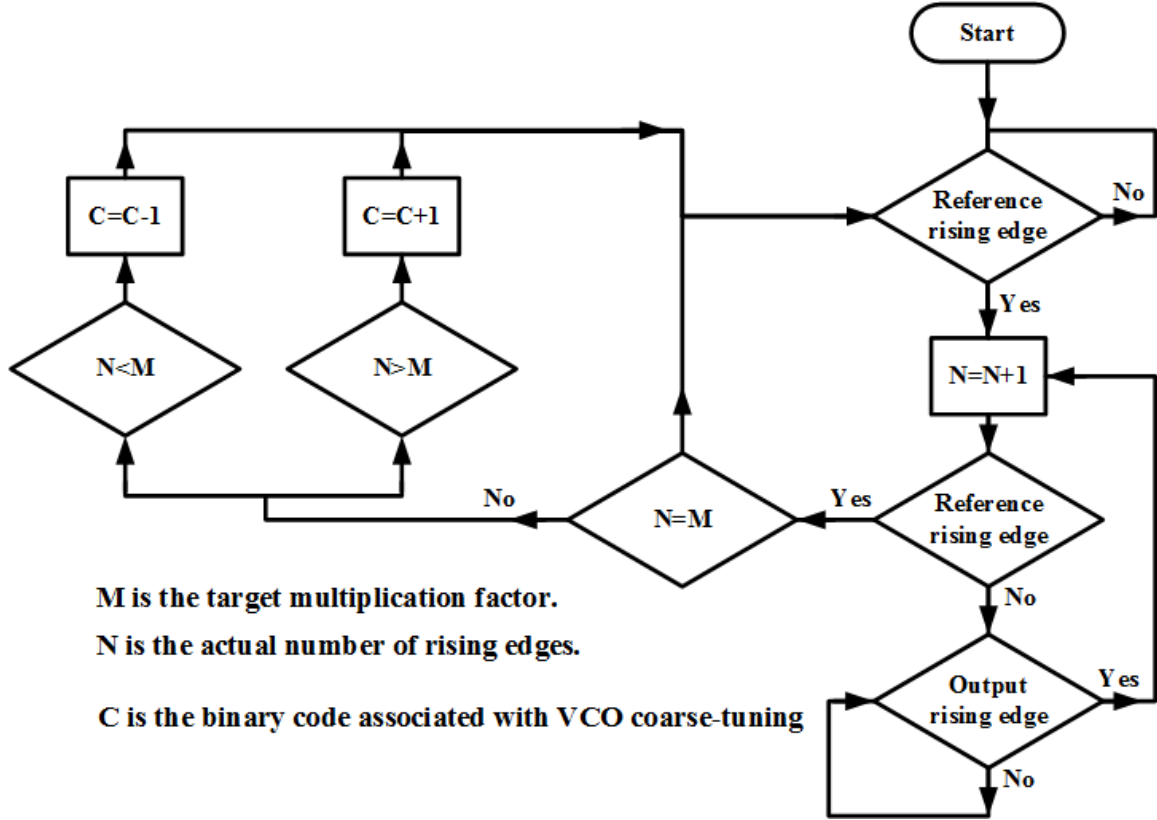 Start
C=C-1
C=C+1
Reference
rising edge
No
Yes
N<M
N>M
N=N+1
No
N=M
Yes
Reference
rising edge
No
M is the target multiplication factor.
N is the actual number of rising edges.
C is the binary code associated with VCO coarse-tuning
Output
rising edge
Yes
No